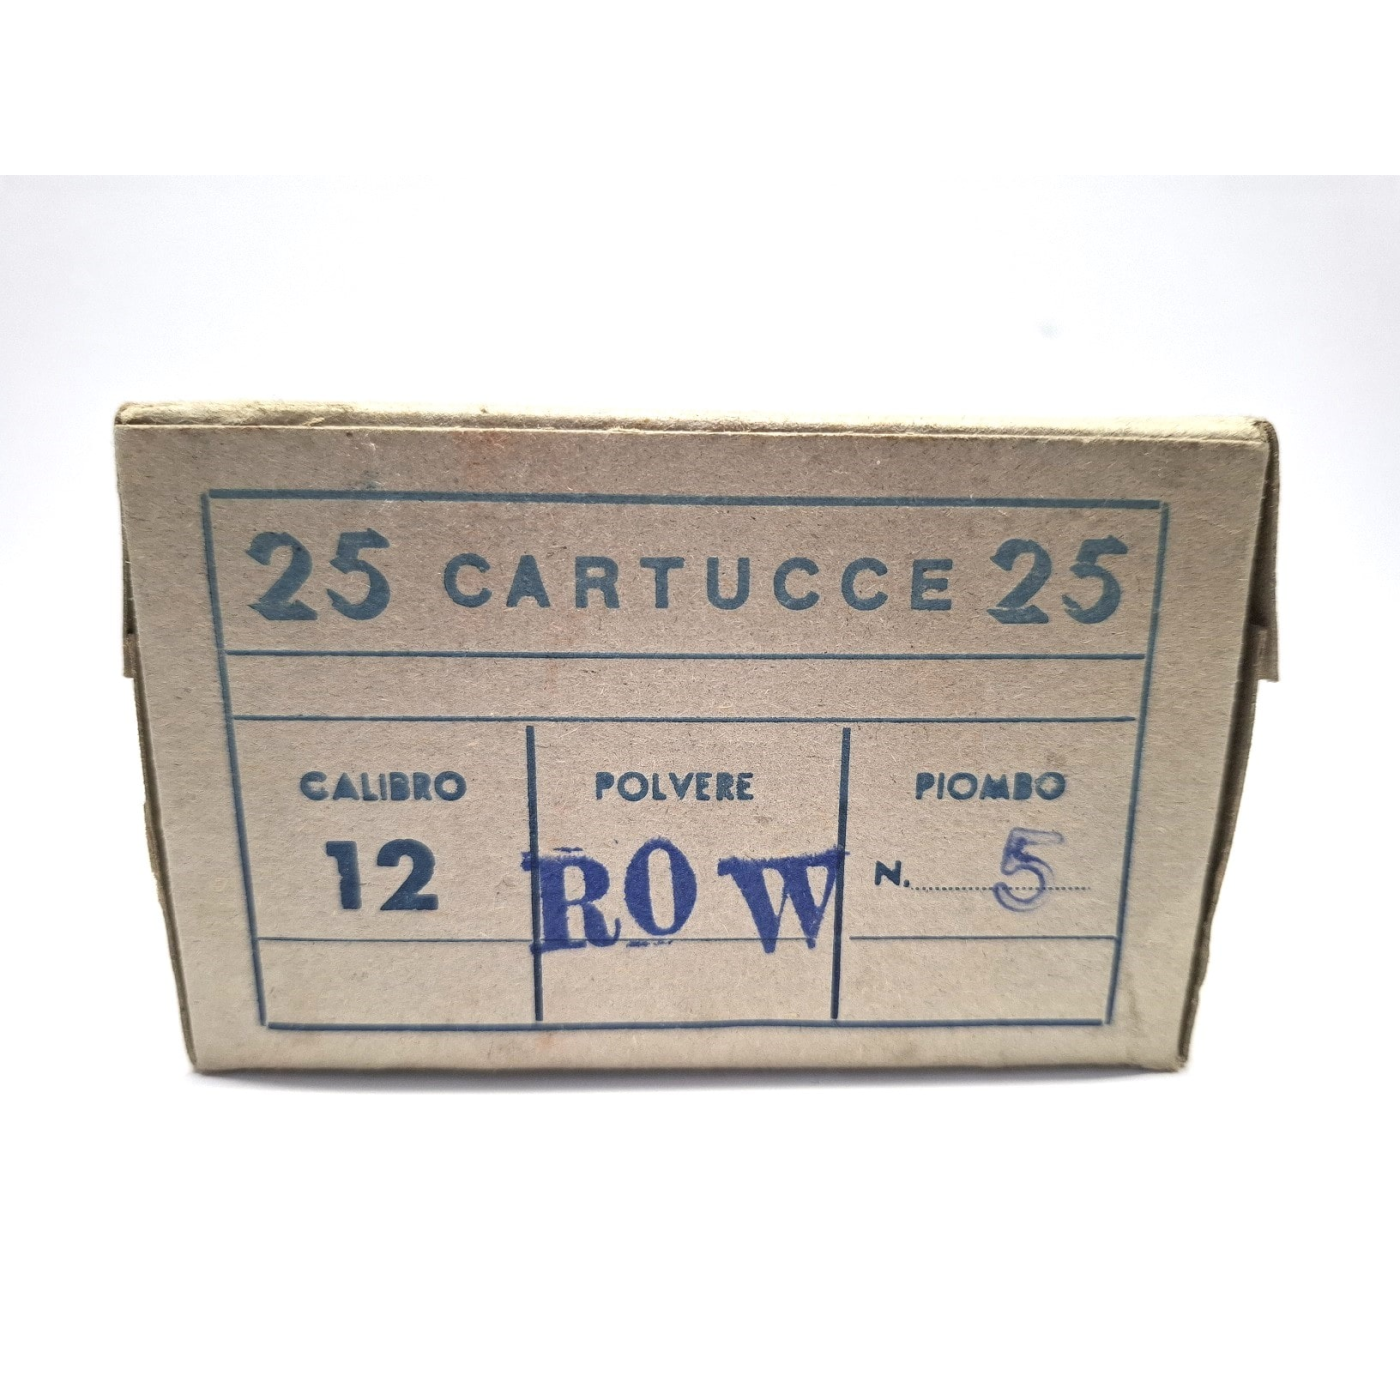 25 CARTUCCE 25
CALIBRO POLVERE PIOMBO
12 ROW N. 5